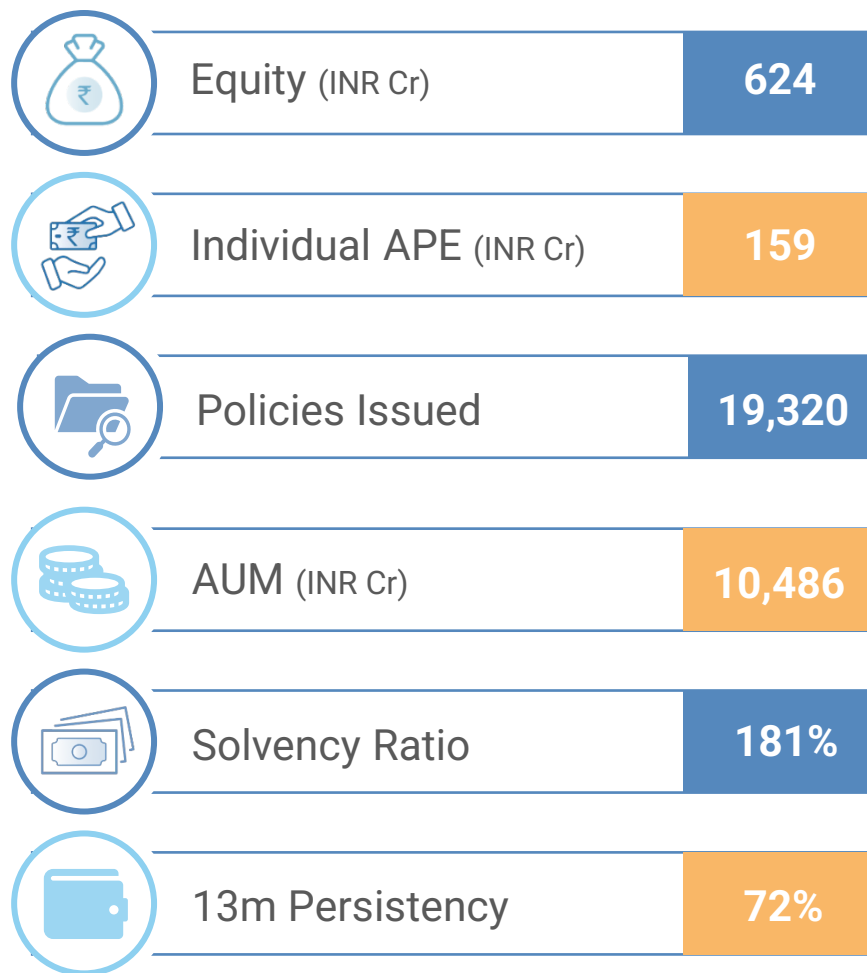 ₹
Equity (INR Cr) 624
₹
Individual APE (INR Cr) 159
Policies Issued 19,320
AUM (INR Cr) 10,486
Solvency Ratio 181%
13m Persistency 72%